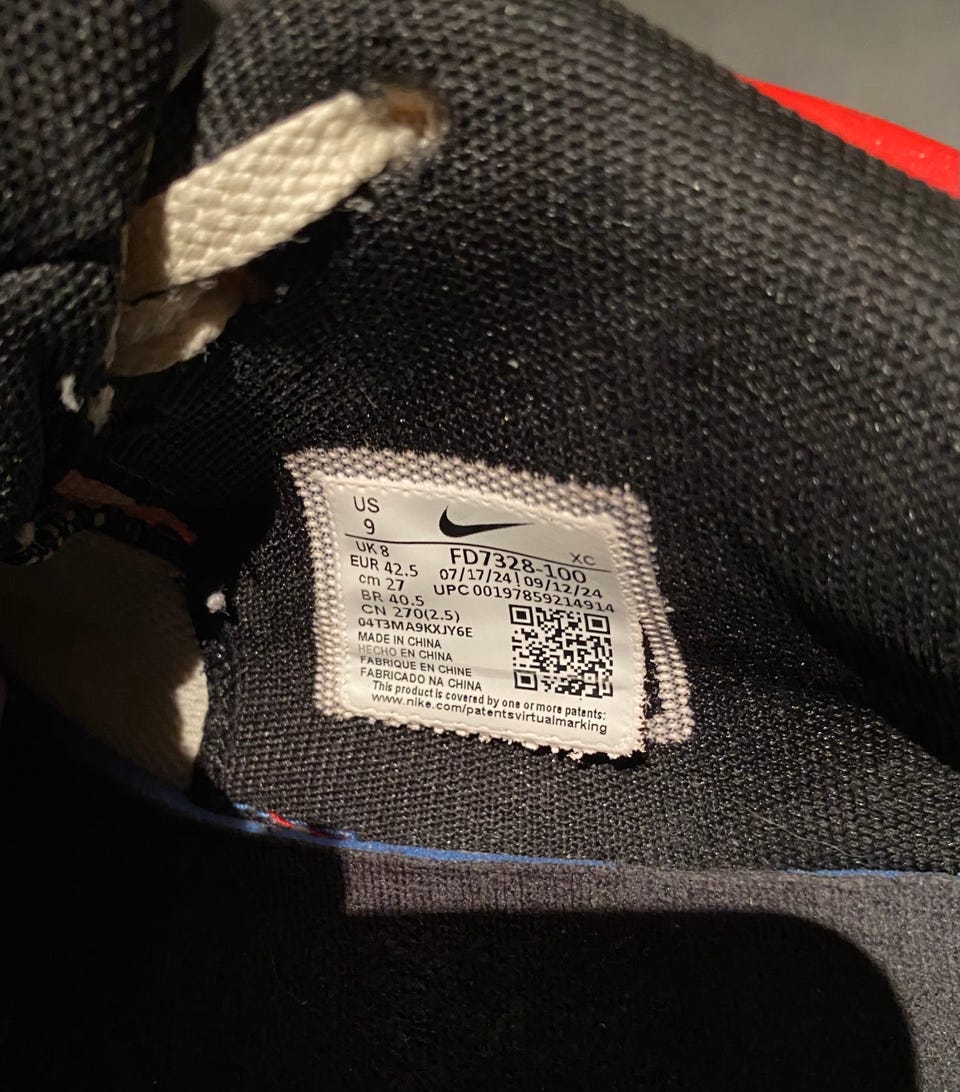 US
9
XC
UK 8
FD7328-100
EUR 42.5
07/17/24|09/12/24
cm 27
UPC 00197859214914
BR 40.5
CN 270(2.5)
04T3MA9KXJY6E
MADE IN CHINA
HECHO EN CHINA
FABRIQUE EN CHINE
FABRICADO NA CHINA
This product is covered by one or more patents:
www.nike.com/patentsvirtualmarking